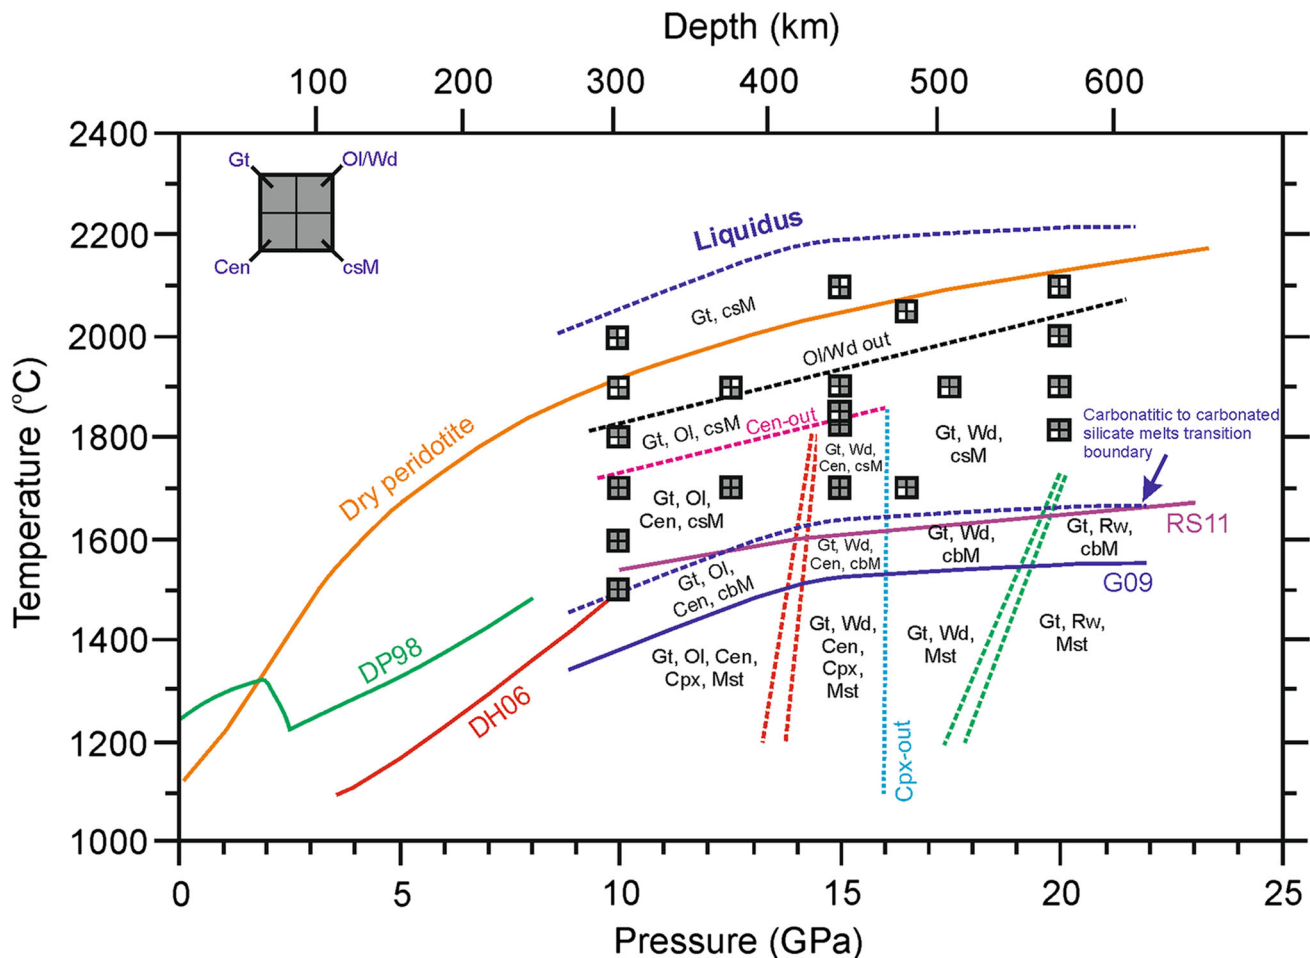 Depth (km)
100 200 300 400 500 600
2400
2200
2000
1800
1600
1400
1200
1000
Temperature (°C)
Gt
Ol/Wd
Cen
csM
Liquidus
Gt, csM
Dry peridotite
Ol/Wd out
Gt, Ol, csM
Cen-out
Gt, Wd,
Cen, csM
Gt, Wd,
csM
Carbonatitic to carbonated
silicate melts transition
boundary
Gt, Ol,
Cen, csM
RS11
Gt, Ol,
Cen, cbM
Gt, Wd,
Cen, cbM
Gt, Wd,
cbM
Gt, Rw,
cbM
G09
DP98
DH06
Gt, Ol, Cen,
Cpx, Mst
Gt, Wd,
Cen,
Cpx,
Mst
Gt, Wd,
Mst
Gt, Rw,
Mst
Cpx-out
0 5 10 15 20 25
Pressure (GPa)